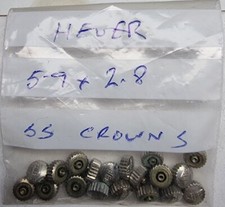 HEUER
5-9 x 2.8
SS CROWNS